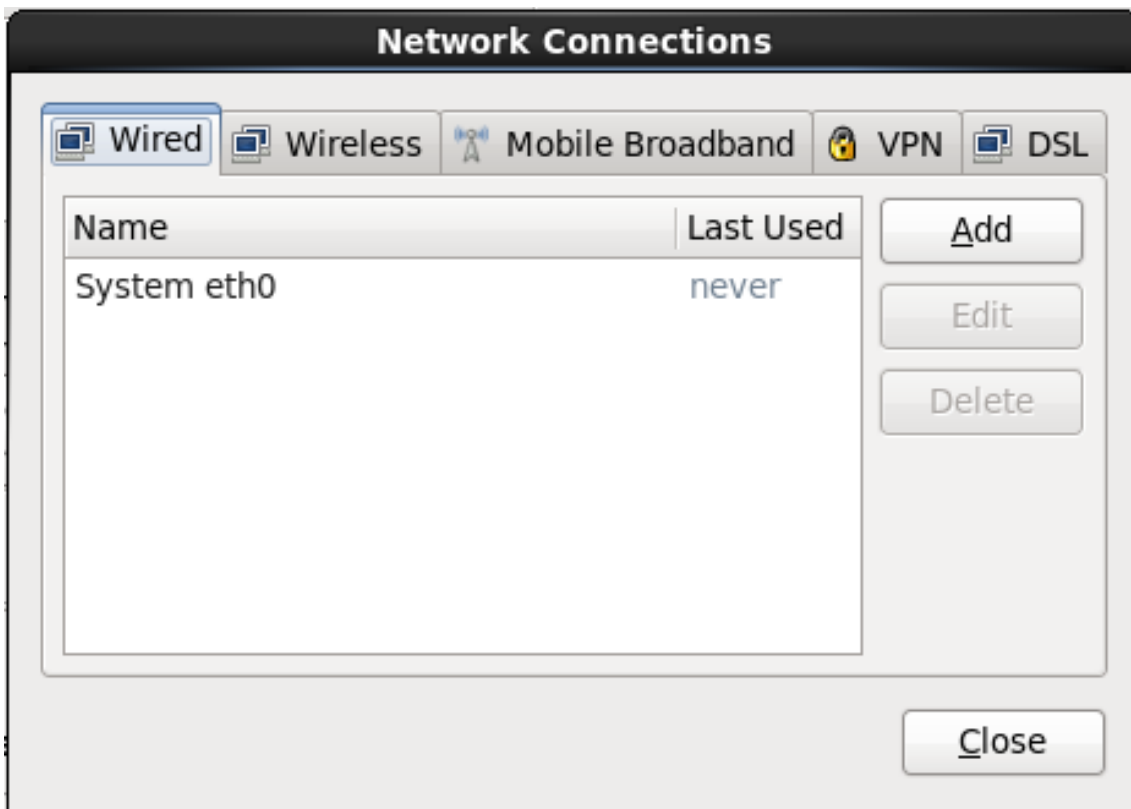 Network Connections
Wired Wireless Mobile Broadband VPN DSL
Name Last Used Add
System eth0 never
Edit
Delete
Close